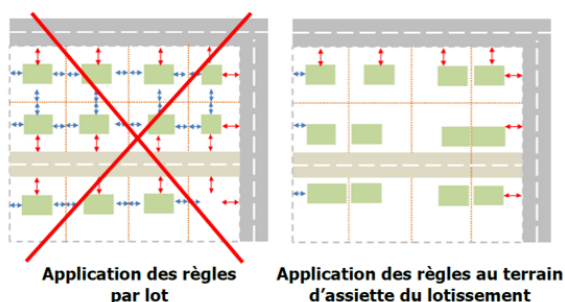 Application des règles
par lot
Application des règles au terrain
d’assiette du lotissement